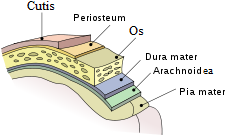 Cutis
Periosteum
Os
Dura mater
Arachnoidea
Pia mater